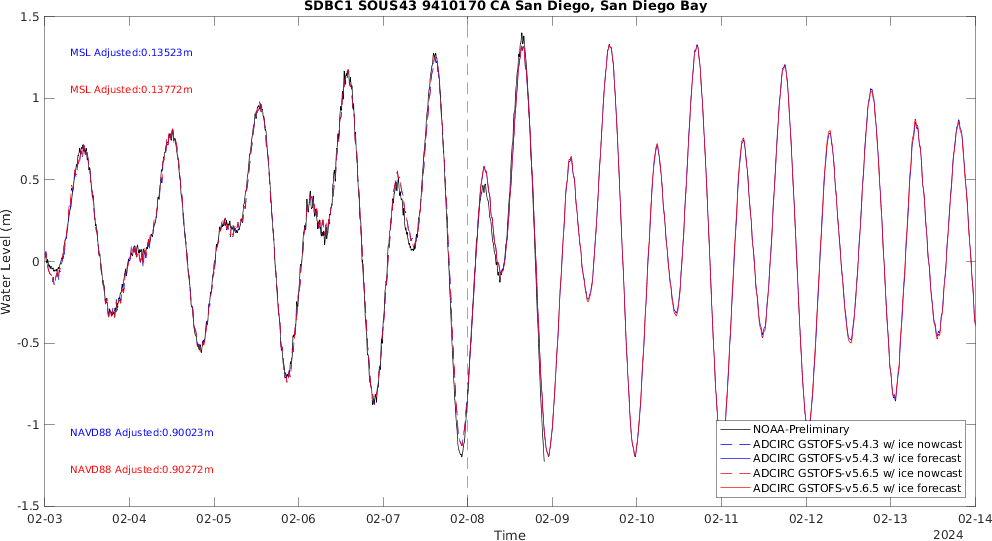 SDBC1 SOUS43 9410170 CA San Diego, San Diego Bay
1.5
1
0.5
0
-0.5
-1
-1.5
Water Level (m)
MSL Adjusted:0.13523m
MSL Adjusted:0.13772m
NAVD88 Adjusted:0.90023m
NAVD88 Adjusted:0.90272m
NOAA-Preliminary
ADCIRC GSTOFS-v5.4.3 w/ ice nowcast
ADCIRC GSTOFS-v5.4.3 w/ ice forecast
ADCIRC GSTOFS-v5.6.5 w/ ice nowcast
ADCIRC GSTOFS-v5.6.5 w/ ice forecast
02-03 02-04 02-05 02-06 02-07 02-08 02-09 02-10 02-11 02-12 02-13 02-14
Time
2024